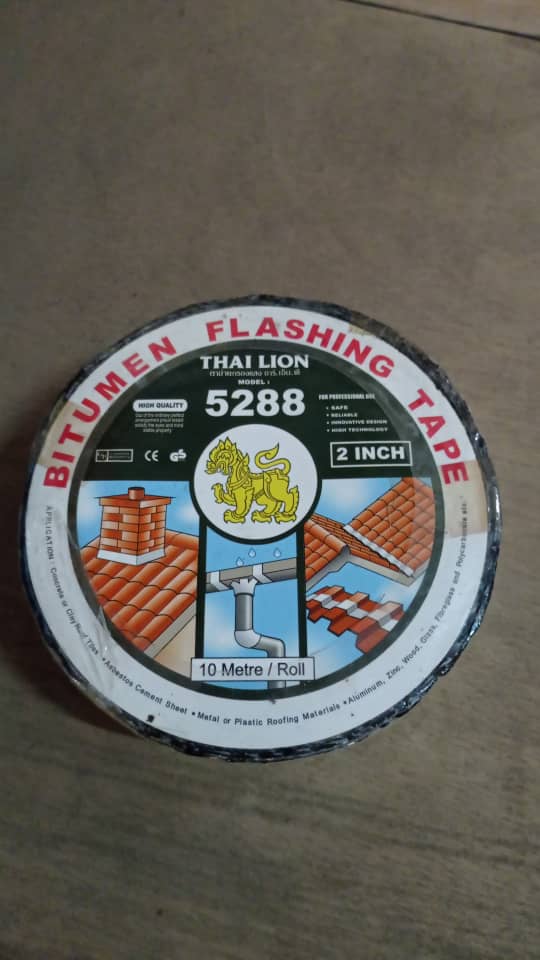 BITUMEN FLASHING TAPE
THAI LION
MODEL :
5288
HIGH QUALITY
FOR PROFESSIONAL USE
• SAFE
• RELIABLE
• INNOVATIVE DESIGN
• HIGH TECHNOLOGY
CE
GS
2 INCH
10 Metre / Roll
APPLICATION : Concrete or Clay Roof Tiles • Asbestos Cement Sheet • Metal or Plastic Roofing Materials • Aluminum, Zinc, Wood, Glass, Fibreglass and Polycarbonate etc.